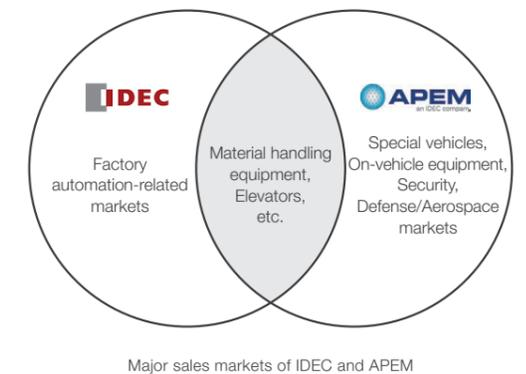 IDEC
Factory
automation-related
markets
Material handling
equipment,
Elevators,
etc.
APEM
an IDEC company
Special vehicles,
On-vehicle equipment,
Security,
Defense/Aerospace
markets
Major sales markets of IDEC and APEM